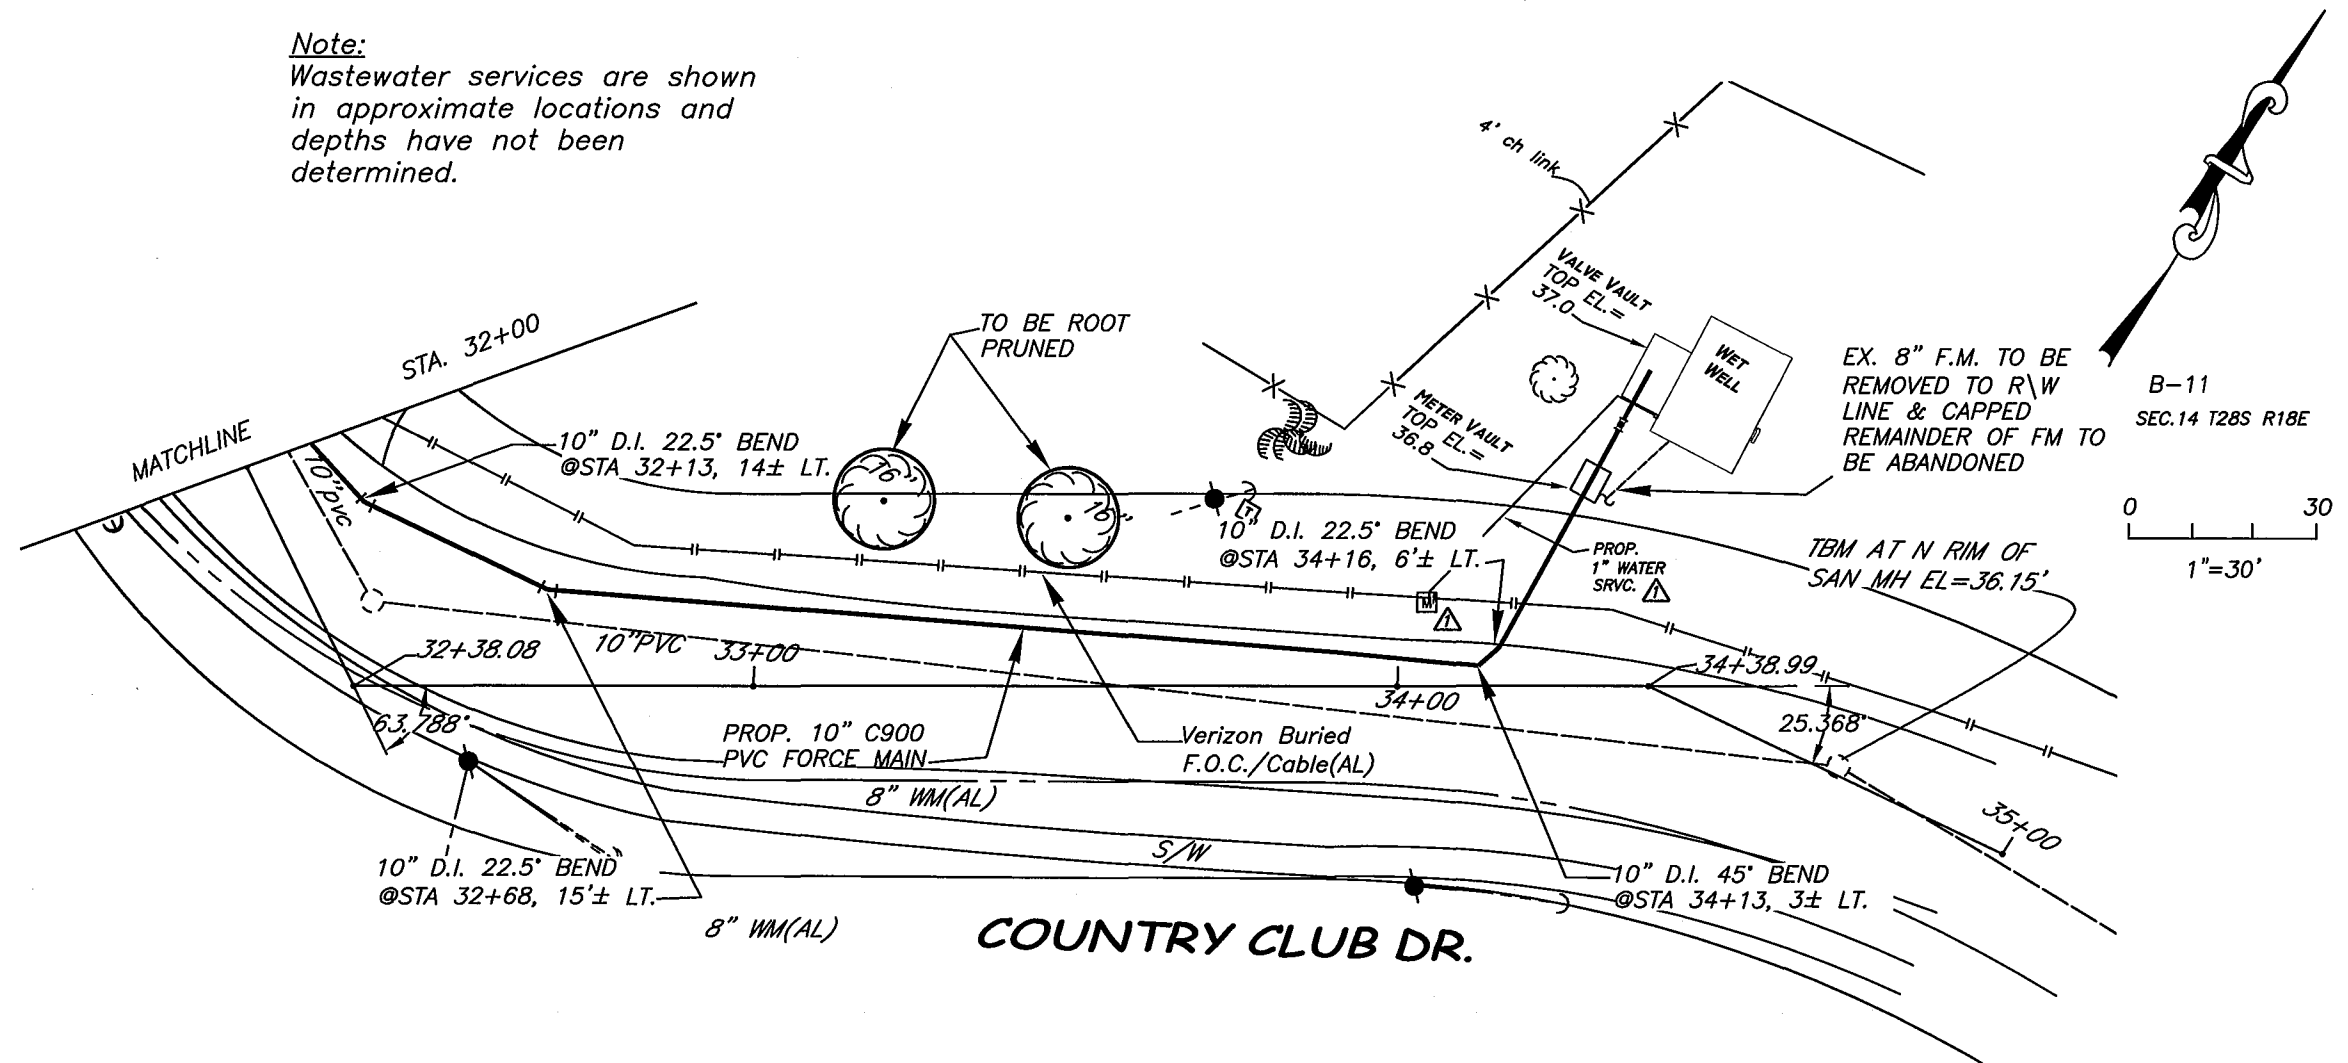 Note:
Wastewater services are shown
in approximate locations and
depths have not been
determined.
4' ch link
VALVE VAULT
TOP EL.=
37.0
TO BE ROOT
PRUNED
STA. 32+00
MATCHLINE
WET
WELL
EX. 8" F.M. TO BE
REMOVED TO R\W
LINE & CAPPED
REMAINDER OF FM TO
BE ABANDONED
B-11
SEC.14 T28S R18E
METER VAULT
TOP EL.=
36.8
10" D.I. 22.5° BEND
@STA 32+13, 14± LT.
16"
16"
10"PVC
T
10" D.I. 22.5° BEND
@STA 34+16, 6'± LT.
0 30
1"=30'
PROP.
1" WATER
SRVC.
1
TBM AT N RIM OF
SAN MH EL=36.15'
M
1
32+38.08
10"PVC
33+00
34+38.99
34+00
63.788°
25.368°
PROP. 10" C900
PVC FORCE MAIN
Verizon Buried
F.O.C./Cable(AL)
8" WM(AL)
35+00
S/W
10" D.I. 22.5° BEND
@STA 32+68, 15'± LT.
10" D.I. 45° BEND
@STA 34+13, 3± LT.
8" WM(AL)
COUNTRY CLUB DR.